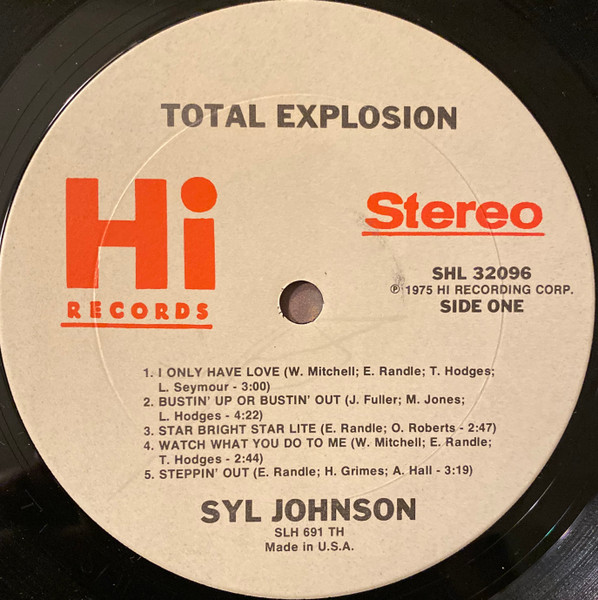 TOTAL EXPLOSION
Hi
RECORDS
Stereo
SHL 32096
℗ 1975 HI RECORDING CORP.
SIDE ONE
1. I ONLY HAVE LOVE (W. Mitchell; E. Randle; T. Hodges;
L. Seymour - 3:00)
2. BUSTIN' UP OR BUSTIN' OUT (J. Fuller; M. Jones;
L. Hodges - 4:22)
3. STAR BRIGHT STAR LITE (E. Randle; O. Roberts - 2:47)
4. WATCH WHAT YOU DO TO ME (W. Mitchell; E. Randle;
T. Hodges - 2:44)
5. STEPPIN' OUT (E. Randle; H. Grimes; A. Hall - 3:19)
SYL JOHNSON
SLH 691 TH
Made in U.S.A.